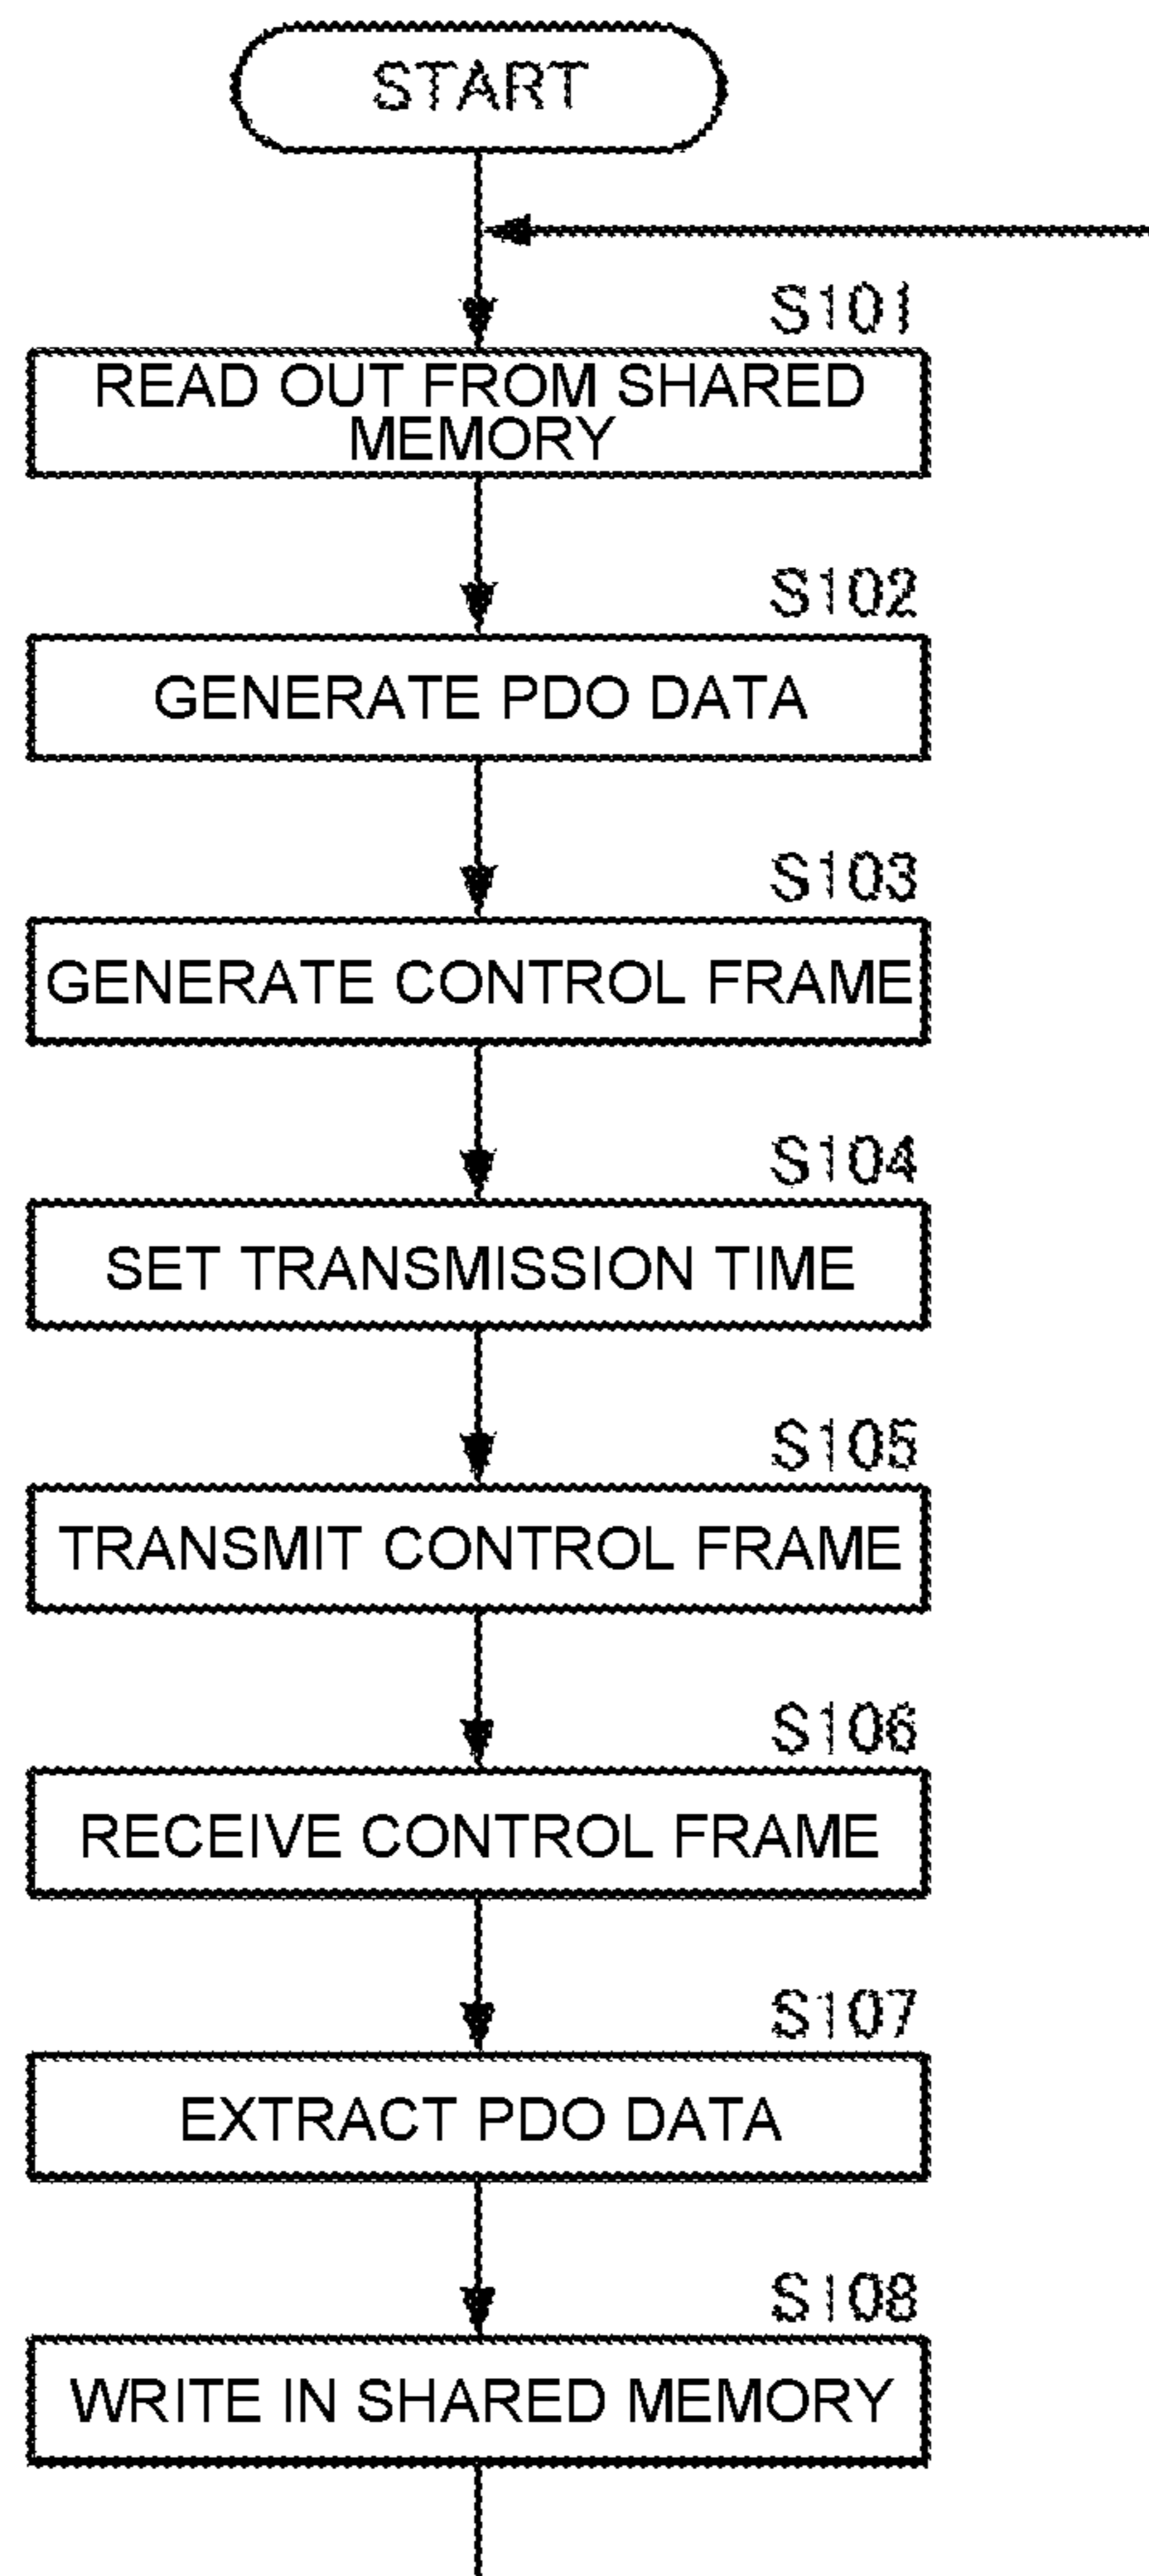 START
S101
READ OUT FROM SHARED
MEMORY
S102
GENERATE PDO DATA
S103
GENERATE CONTROL FRAME
S104
SET TRANSMISSION TIME
S105
TRANSMIT CONTROL FRAME
S106
RECEIVE CONTROL FRAME
S107
EXTRACT PDO DATA
S108
WRITE IN SHARED MEMORY